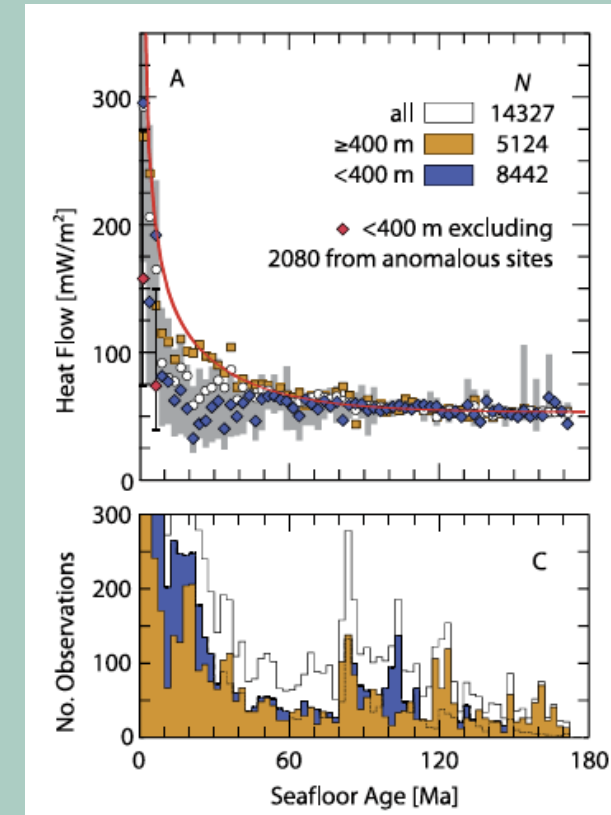 A
N
all 14327
≥400 m 5124
<400 m 8442
<400 m excluding
2080 from anomalous sites
300
200
100
0
Heat Flow [mW/m²]
C
300
200
100
0
No. Observations
0 60 120 180
Seafloor Age [Ma]